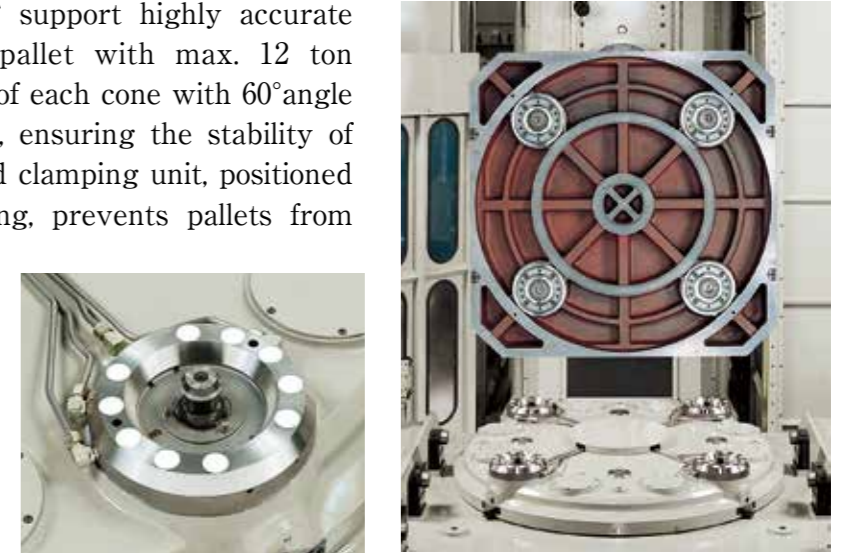 support highly accurate
pallet with max. 12 ton
of each cone with 60°angle
, ensuring the stability of
d clamping unit, positioned
ng, prevents pallets from